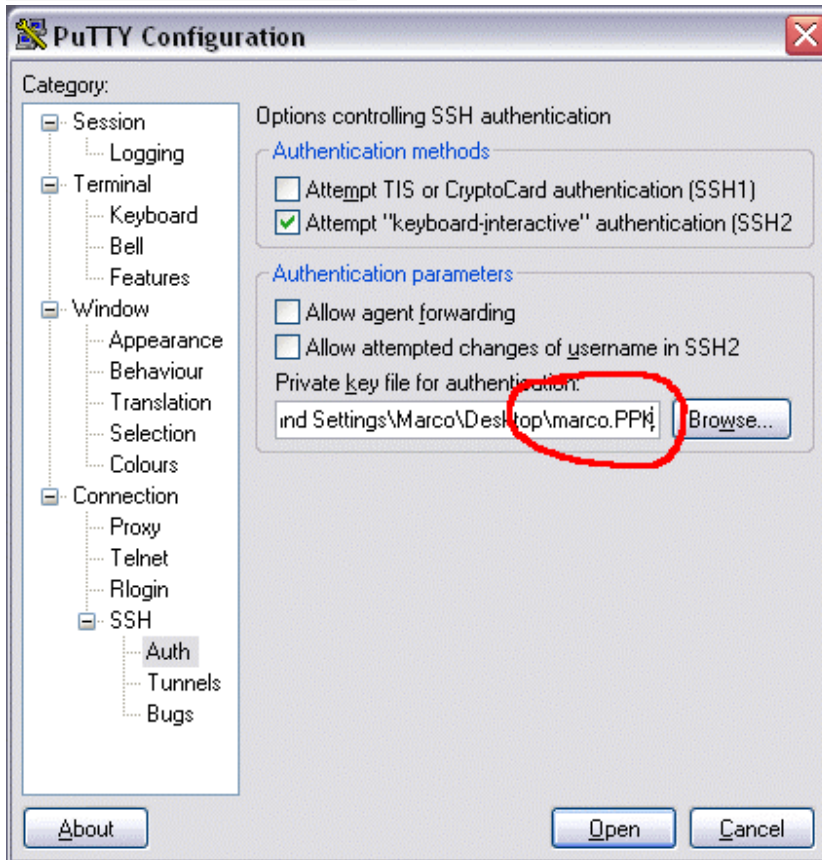 PuTTY Configuration
Category:
Session
Logging
Terminal
Keyboard
Bell
Features
Window
Appearance
Behaviour
Translation
Selection
Colours
Connection
Proxy
Telnet
Rlogin
SSH
Auth
Tunnels
Bugs
Options controlling SSH authentication
Authentication methods
Attempt TIS or CryptoCard authentication (SSH1)
Attempt "keyboard-interactive" authentication (SSH2
Authentication parameters
Allow agent forwarding
Allow attempted changes of username in SSH2
Private key file for authentication:
and Settings\Marco\Desktop\marco.PPK
Browse...
About
Open
Cancel